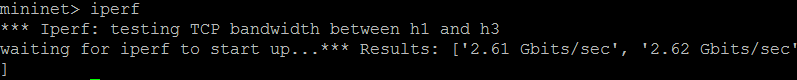 mininet> iperf
*** Iperf: testing TCP bandwidth between h1 and h3
waiting for iperf to start up...*** Results: ['2.61 Gbits/sec', '2.62 Gbits/sec'
]